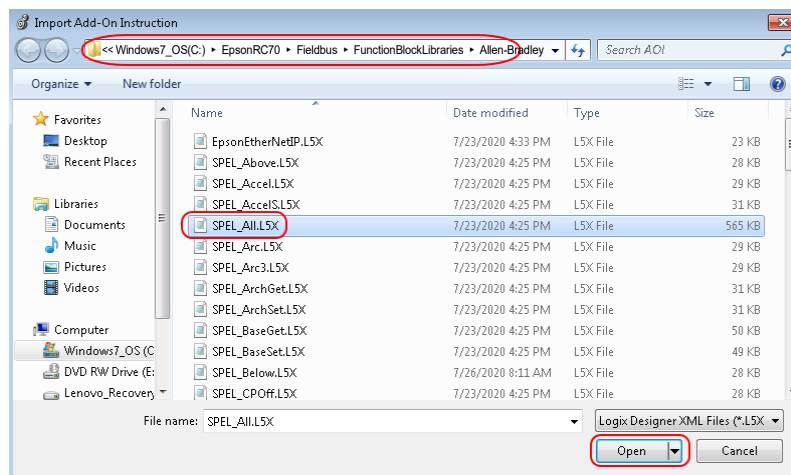 Import Add-On Instruction
<< Windows7_OS(C:) ▸ EpsonRC70 ▸ Fieldbus ▸ FunctionBlockLibraries ▸ Allen-Bradley Search AOI
Organize New folder
Name Date modified Type Size
Favorites
Desktop
Recent Places
Libraries
Documents
Music
Pictures
Videos
Computer
Windows7_OS (C
DVD RW Drive (E:
Lenovo_Recovery
EpsonEtherNetIP.L5X 7/23/2020 4:33 PM L5X File 23 KB
SPEL_Above.L5X 7/23/2020 4:25 PM L5X File 28 KB
SPEL_Accel.L5X 7/23/2020 4:25 PM L5X File 29 KB
SPEL_AccelS.L5X 7/23/2020 4:25 PM L5X File 31 KB
SPEL_All.L5X 7/23/2020 4:25 PM L5X File 565 KB
SPEL_Arc.L5X 7/23/2020 4:25 PM L5X File 29 KB
SPEL_Arc3.L5X 7/23/2020 4:25 PM L5X File 29 KB
SPEL_ArchGet.L5X 7/23/2020 4:25 PM L5X File 31 KB
SPEL_ArchSet.L5X 7/23/2020 4:25 PM L5X File 31 KB
SPEL_BaseGet.L5X 7/23/2020 4:25 PM L5X File 50 KB
SPEL_BaseSet.L5X 7/23/2020 4:25 PM L5X File 49 KB
SPEL_Below.L5X 7/26/2020 8:11 AM L5X File 28 KB
SPEL_CPOff.L5X 7/23/2020 4:25 PM L5X File 28 KB
File name: SPEL_All.L5X Logix Designer XML Files (*.L5X
Open Cancel